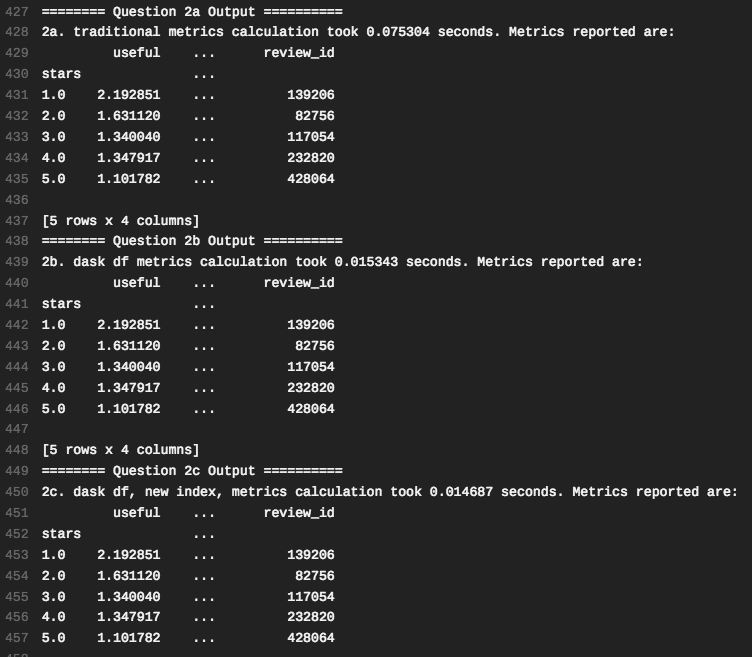 427 ======== Question 2a Output ==========
428 2a. traditional metrics calculation took 0.075304 seconds. Metrics reported are:
429          useful    ...      review_id
430 stars              ...
431 1.0    2.192851    ...         139206
432 2.0    1.631120    ...          82756
433 3.0    1.340040    ...         117054
434 4.0    1.347917    ...         232820
435 5.0    1.101782    ...         428064
436
437 [5 rows x 4 columns]
438 ======== Question 2b Output ==========
439 2b. dask df metrics calculation took 0.015343 seconds. Metrics reported are:
440          useful    ...      review_id
441 stars              ...
442 1.0    2.192851    ...         139206
443 2.0    1.631120    ...          82756
444 3.0    1.340040    ...         117054
445 4.0    1.347917    ...         232820
446 5.0    1.101782    ...         428064
447
448 [5 rows x 4 columns]
449 ======== Question 2c Output ==========
450 2c. dask df, new index, metrics calculation took 0.014687 seconds. Metrics reported are:
451          useful    ...      review_id
452 stars              ...
453 1.0    2.192851    ...         139206
454 2.0    1.631120    ...          82756
455 3.0    1.340040    ...         117054
456 4.0    1.347917    ...         232820
457 5.0    1.101782    ...         428064